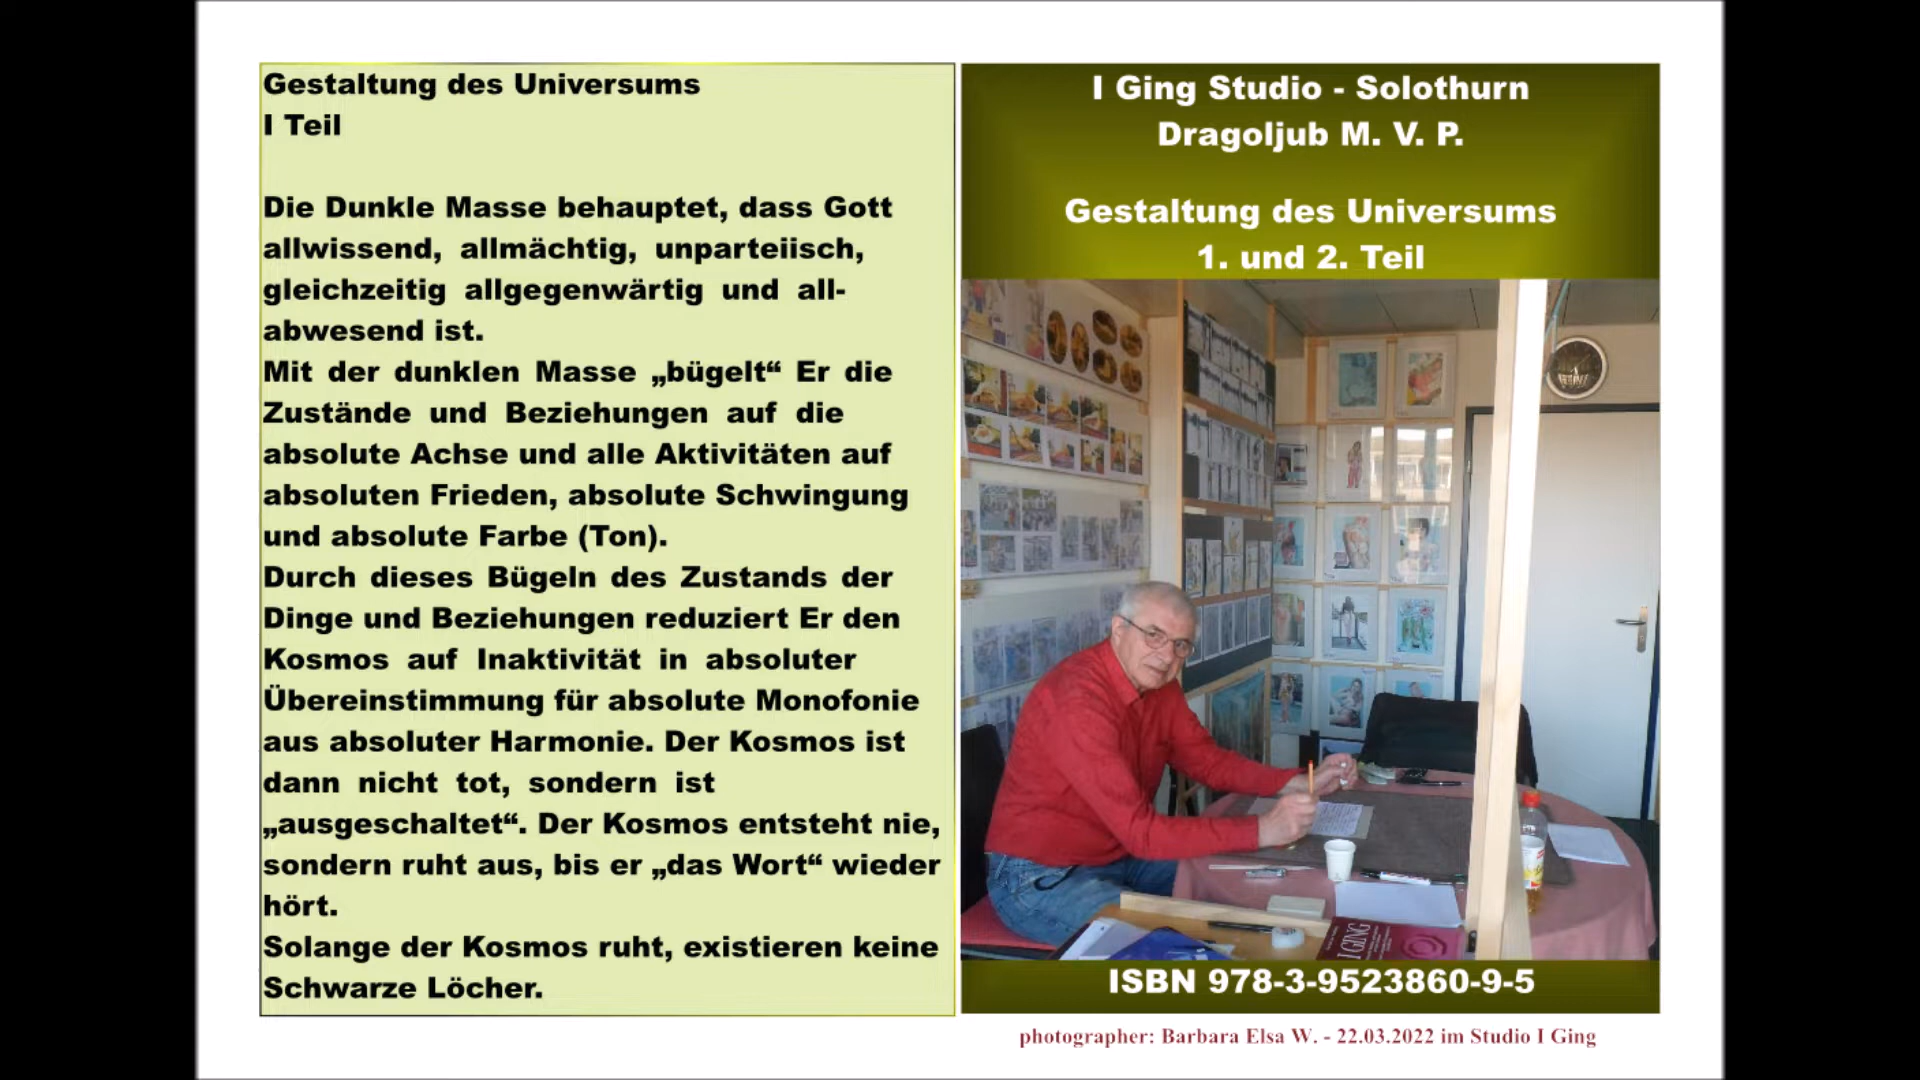 Gestaltung des Universums
I Teil
Die Dunkle Masse behauptet, dass Gott
allwissend, allmächtig, unparteiisch,
gleichzeitig allgegenwärtig und all-
abwesend ist.
Mit der dunklen Masse „bügelt“ Er die
Zustände und Beziehungen auf die
absolute Achse und alle Aktivitäten auf
absoluten Frieden, absolute Schwingung
und absolute Farbe (Ton).
Durch dieses Bügeln des Zustands der
Dinge und Beziehungen reduziert Er den
Kosmos auf Inaktivität in absoluter
Übereinstimmung für absolute Monofonie
aus absoluter Harmonie. Der Kosmos ist
dann nicht tot, sondern ist
„ausgeschaltet“. Der Kosmos entsteht nie,
sondern ruht aus, bis er „das Wort“ wieder
hört.
Solange der Kosmos ruht, existieren keine
Schwarze Löcher.
I Ging Studio - Solothurn
Dragoljub M. V. P.
Gestaltung des Universums
1. und 2. Teil
I GING
ISBN 978-3-9523860-9-5
photographer: Barbara Elsa W. - 22.03.2022 im Studio I Ging